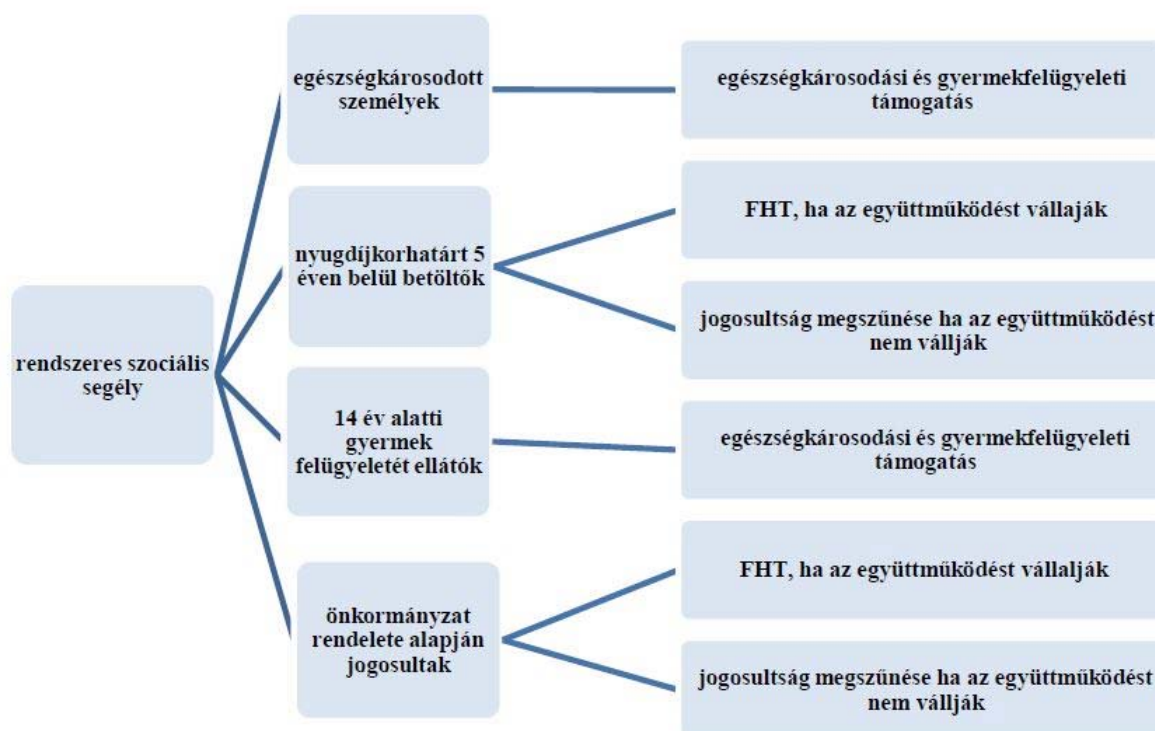 rendszeres szociális
segély
egészségkárosodott
személyek
egészségkárosodási és gyermekfelügyeleti
támogatás
nyugdíjkorhatárt 5
éven belül betöltők
FHT, ha az együttműködést vállaják
jogosultság megszűnése ha az együttműködést
nem vállják
14 év alatti
gyermek
felügyeletét ellátók
egészségkárosodási és gyermekfelügyeleti
támogatás
önkormányzat
rendelete alapján
jogosultak
FHT, ha az együttműködést vállalják
jogosultság megszűnése ha az együttműködést
nem vállják